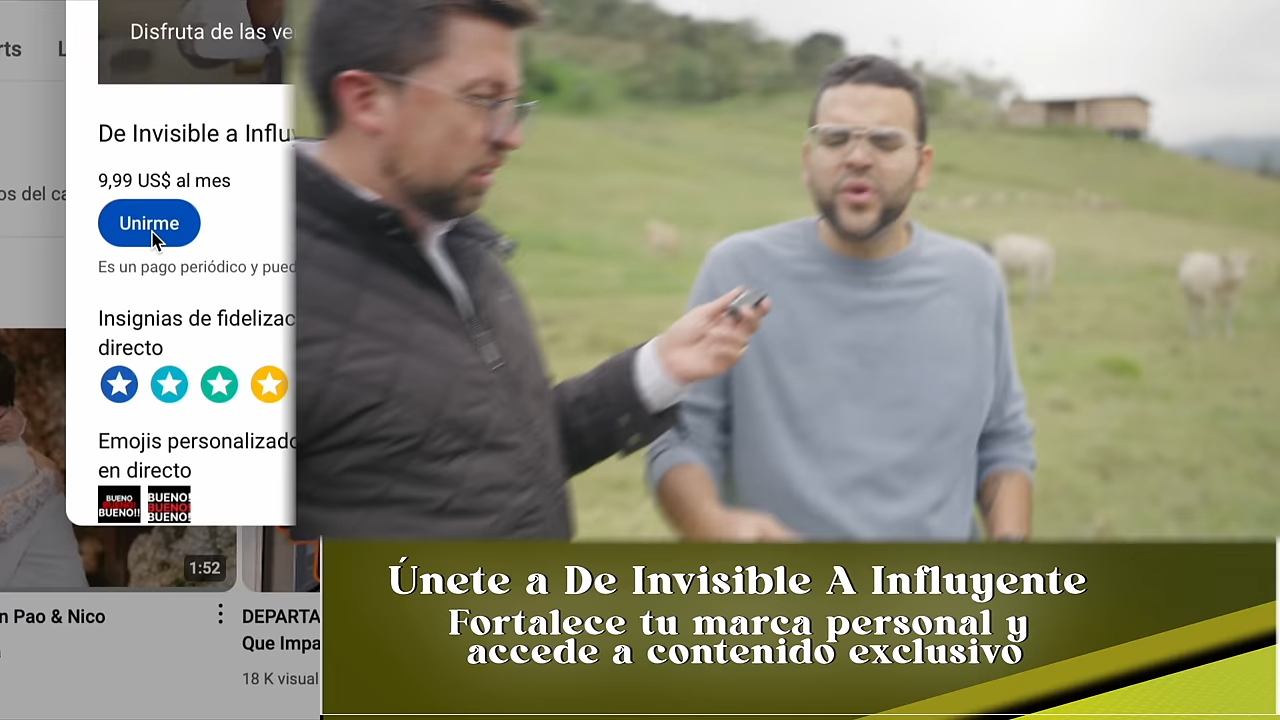 Disfruta de las ve
rts
L
De Invisible a Influ
9,99 US$ al mes
os del ca
Unirme
Es un pago periódico y pued
Insignias de fidelizac
directo
Emojis personalizado
en directo
BUENO
BUENO!
BUENO!!
BUENO!
BUENO!
BUENO!
1:52
n Pao & Nico
DEPARTA
Que Impa
18 K visual
Únete a De Invisible A Influyente
Fortalece tu marca personal y
accede a contenido exclusivo